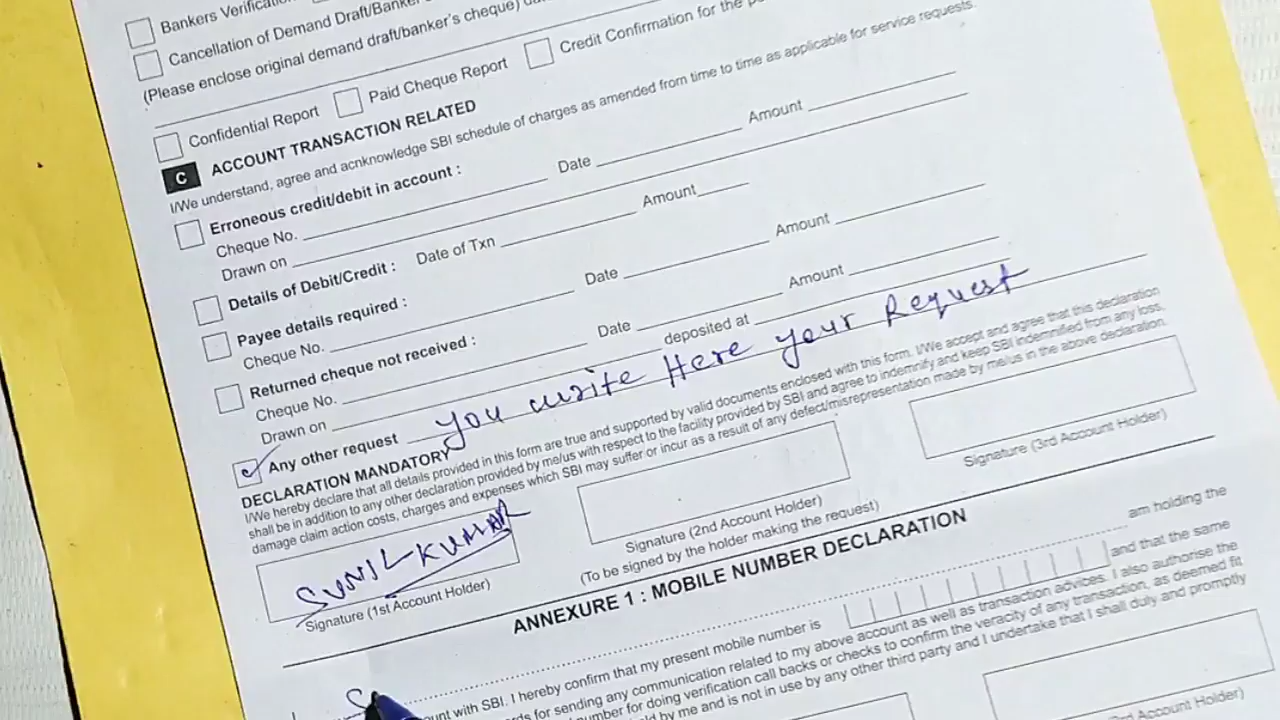 Bankers Verification
Cancellation of Demand Draft/Banker
(Please enclose original demand draft/banker's cheque)
Confidential Report Paid Cheque Report Credit Confirmation for the
C ACCOUNT TRANSACTION RELATED
I/We understand, agree and acnknowledge SBI schedule of charges as amended from time to time as applicable for service requests.
Erroneous credit/debit in account :
Cheque No. Date Amount
Drawn on
Details of Debit/Credit : Date of Txn Amount
Payee details required :
Cheque No. Date Amount
Returned cheque not received :
Cheque No. Date Amount
Drawn on deposited at
Any other request You write Here your Request
DECLARATION MANDATORY
I/We hereby declare that all details provided in this form are true and supported by valid documents enclosed with this form. I/We accept and agree that this declaration
shall be in addition to any other declaration provided by me/us with respect to the facility provided by SBI and agree to indemnify and keep SBI indemnified from any loss,
damage claim action costs, charges and expenses which SBI may suffer or incur as a result of any defect/misrepresentation made by me/us in the above declaration.
SUNIL KUMAR
Signature (1st Account Holder) Signature (2nd Account Holder) Signature (3rd Account Holder)
(To be signed by the holder making the request)
ANNEXURE 1 : MOBILE NUMBER DECLARATION
I S am holding the
account with SBI. I hereby confirm that my present mobile number is and that the same
for sending any communication related to my above account as well as transaction advices. I also authorise the
number for doing verification call backs or checks to confirm the veracity of any transaction, as deemed fit
by me and is not in use by any other third party and I undertake that I shall duly and promptly
Account Holder)